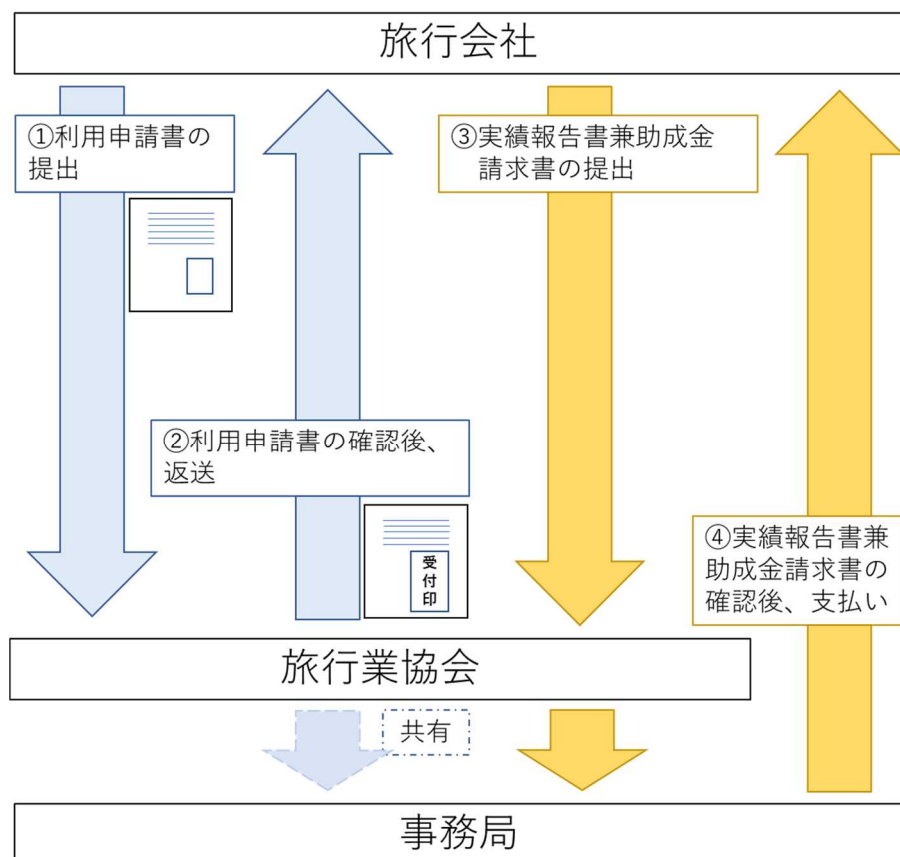 旅行会社
①利用申請書の
提出
③実績報告書兼助成金
請求書の提出
②利用申請書の確認後、
返送
受
付
印
④実績報告書兼
助成金請求書の
確認後、支払い
旅行業協会
共有
事務局